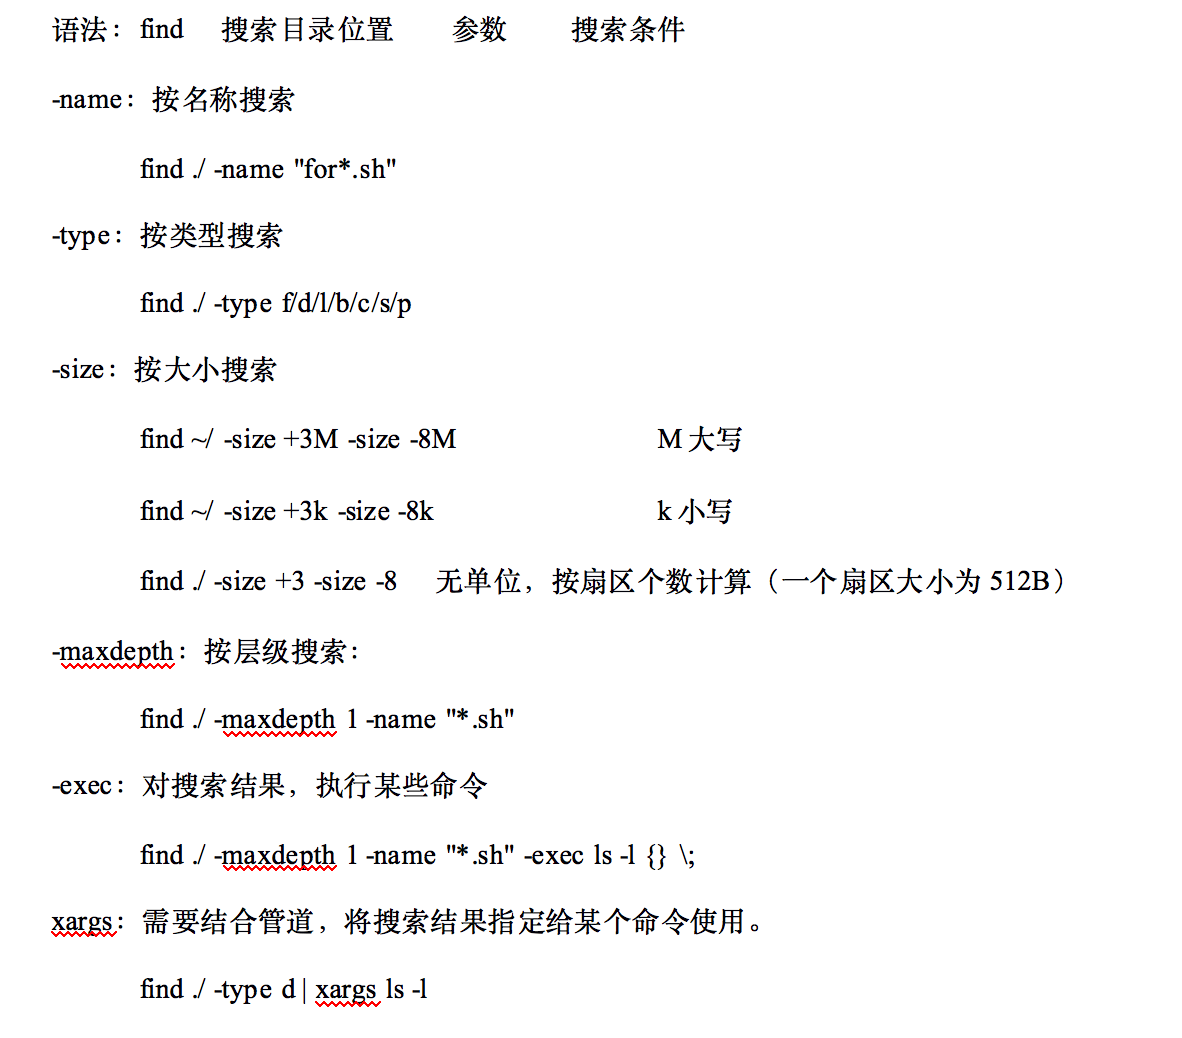 语法：find 搜索目录位置 参数 搜索条件
-name：按名称搜索
find ./ -name "for*.sh"
-type：按类型搜索
find ./ -type f/d/l/b/c/s/p
-size：按大小搜索
find ~/ -size +3M -size -8M M 大写
find ~/ -size +3k -size -8k k 小写
find ./ -size +3 -size -8 无单位，按扇区个数计算（一个扇区大小为 512B）
-maxdepth：按层级搜索：
find ./ -maxdepth 1 -name "*.sh"
-exec：对搜索结果，执行某些命令
find ./ -maxdepth 1 -name "*.sh" -exec ls -l {} \;
xargs：需要结合管道，将搜索结果指定给某个命令使用。
find ./ -type d | xargs ls -l